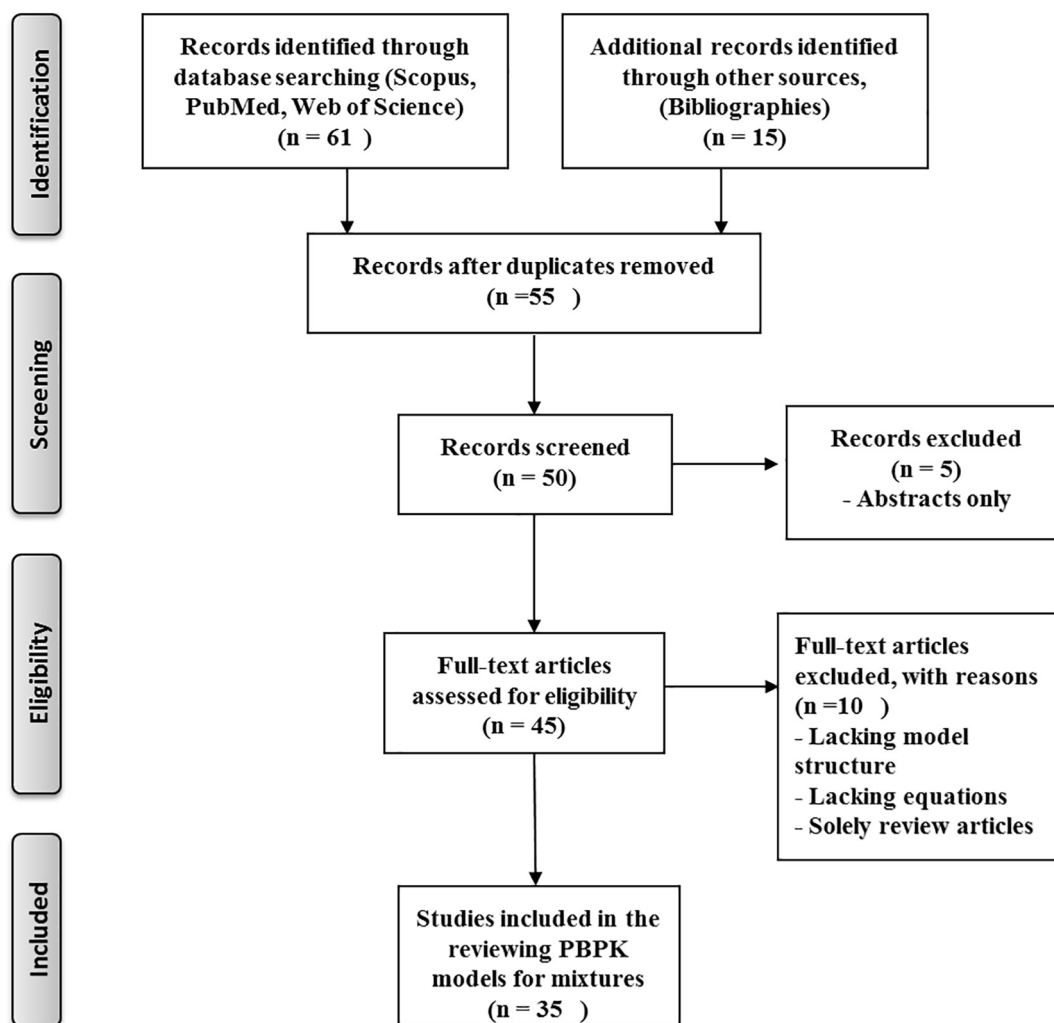 Identification
Records identified through
database searching (Scopus,
PubMed, Web of Science)
(n = 61 )
Additional records identified
through other sources,
(Bibliographies)
(n = 15)
Screening
Records after duplicates removed
(n =55 )
Records screened
(n = 50)
Records excluded
(n = 5)
- Abstracts only
Eligibility
Full-text articles
assessed for eligibility
(n = 45)
Full-text articles
excluded, with reasons
(n =10 )
- Lacking model
structure
- Lacking equations
- Solely review articles
Included
Studies included in the
reviewing PBPK
models for mixtures
(n = 35 )